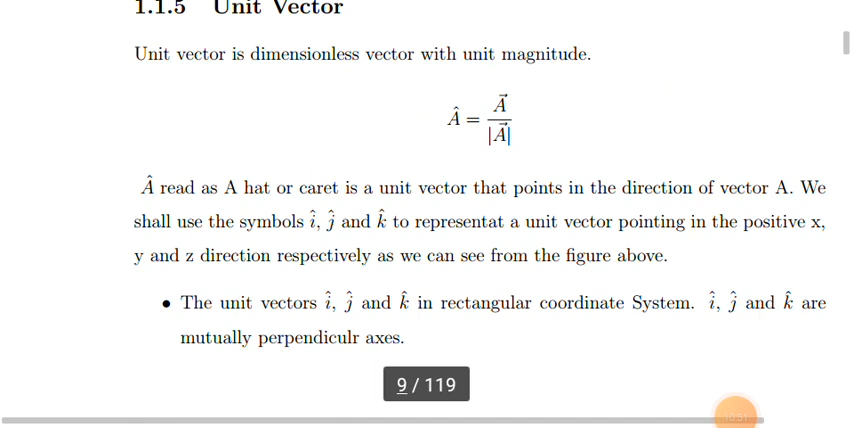 1.1.5 Unit Vector
Unit vector is dimensionless vector with unit magnitude.
Â = A⃗ / |A⃗|
Â read as A hat or caret is a unit vector that points in the direction of vector A. We
shall use the symbols î, ĵ and k̂ to representat a unit vector pointing in the positive x,
y and z direction respectively as we can see from the figure above.
• The unit vectors î, ĵ and k̂ in rectangular coordinate System. î, ĵ and k̂ are
mutually perpendiculr axes.
9 / 119